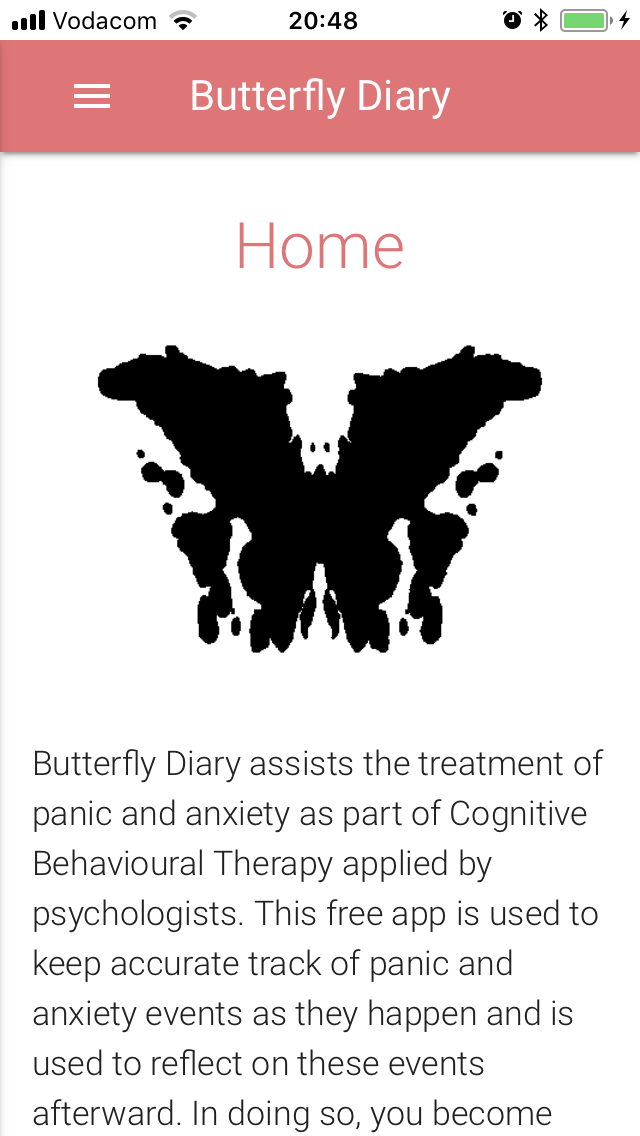 Vodacom 20:48
Butterfly Diary
Home
Butterfly Diary assists the treatment of
panic and anxiety as part of Cognitive
Behavioural Therapy applied by
psychologists. This free app is used to
keep accurate track of panic and
anxiety events as they happen and is
used to reflect on these events
afterward. In doing so, you become